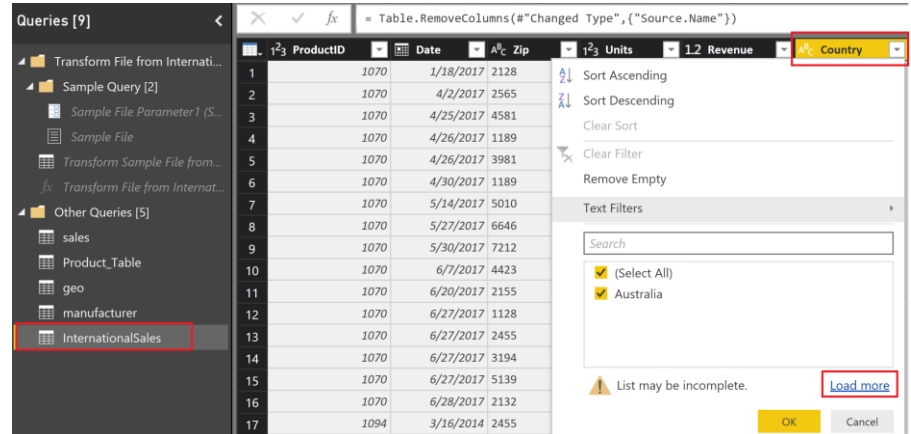 Queries [9]
= Table.RemoveColumns(#"Changed Type",{"Source.Name"})
Transform File from Internati...
Sample Query [2]
Sample File Parameter1 (S...
Sample File
Transform Sample File from...
fx Transform File from Internat...
Other Queries [5]
sales
Product_Table
geo
manufacturer
InternationalSales
fx
1²3 ProductID Date ABC Zip 1²3 Units 1.2 Revenue ABC Country
1 1070 1/18/2017 2128
2 1070 4/2/2017 2565
3 1070 4/25/2017 4581
4 1070 4/26/2017 1189
5 1070 4/26/2017 3981
6 1070 4/30/2017 1189
7 1070 5/14/2017 5010
8 1070 5/27/2017 6646
9 1070 5/30/2017 7212
10 1070 6/7/2017 4423
11 1070 6/20/2017 2155
12 1070 6/27/2017 1128
13 1070 6/27/2017 2455
14 1070 6/27/2017 3194
15 1070 6/27/2017 5139
16 1070 6/28/2017 2132
17 1094 3/16/2014 2455
Sort Ascending
Sort Descending
Clear Sort
Clear Filter
Remove Empty
Text Filters
Search
(Select All)
Australia
List may be incomplete.
Load more
OK
Cancel